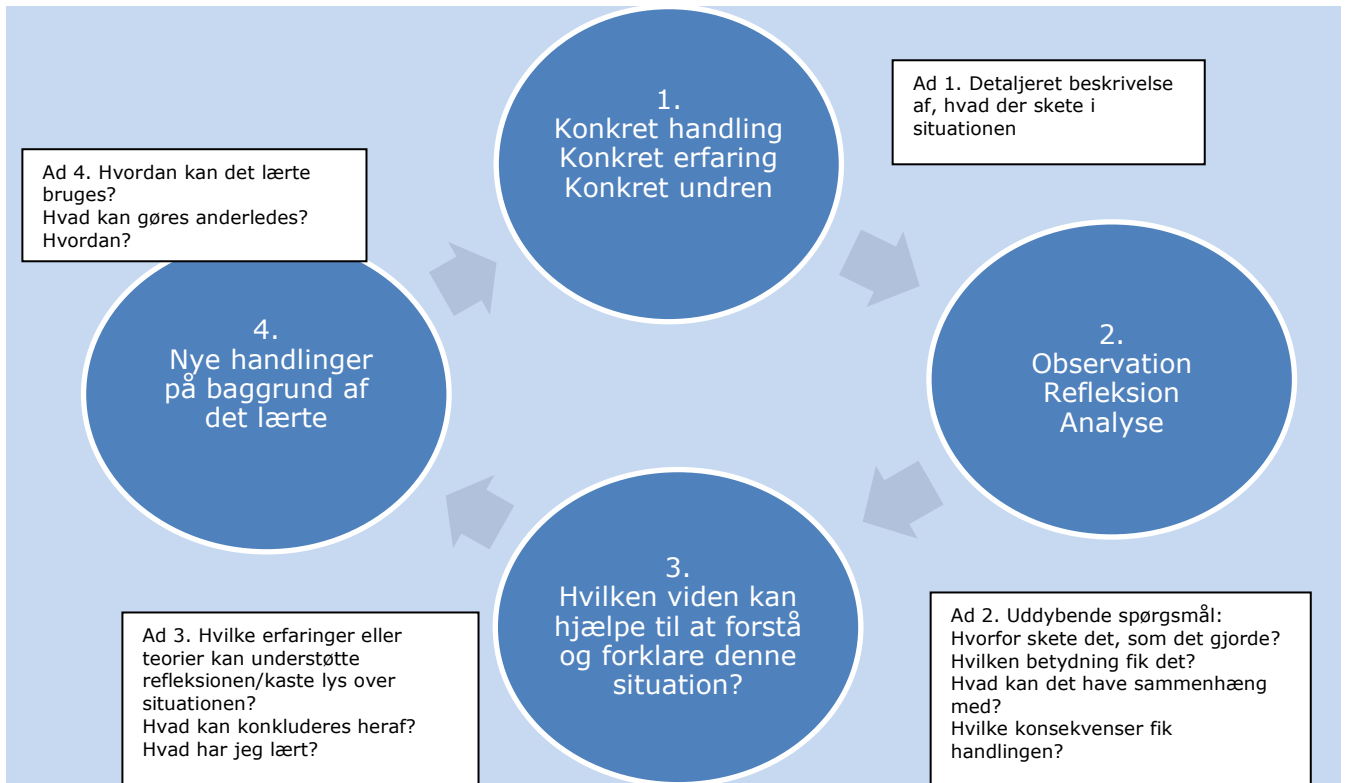 1.
Konkret handling
Konkret erfaring
Konkret undren
Ad 1. Detaljeret beskrivelse
af, hvad der skete i
situationen
2.
Observation
Refleksion
Analyse
Ad 2. Uddybende spørgsmål:
Hvorfor skete det, som det gjorde?
Hvilken betydning fik det?
Hvad kan det have sammenhæng
med?
Hvilke konsekvenser fik
handlingen?
3.
Hvilken viden kan
hjælpe til at forstå
og forklare denne
situation?
Ad 3. Hvilke erfaringer eller
teorier kan understøtte
refleksionen/kaste lys over
situationen?
Hvad kan konkluderes heraf?
Hvad har jeg lært?
4.
Nye handlinger
på baggrund af
det lærte
Ad 4. Hvordan kan det lærte
bruges?
Hvad kan gøres anderledes?
Hvordan?